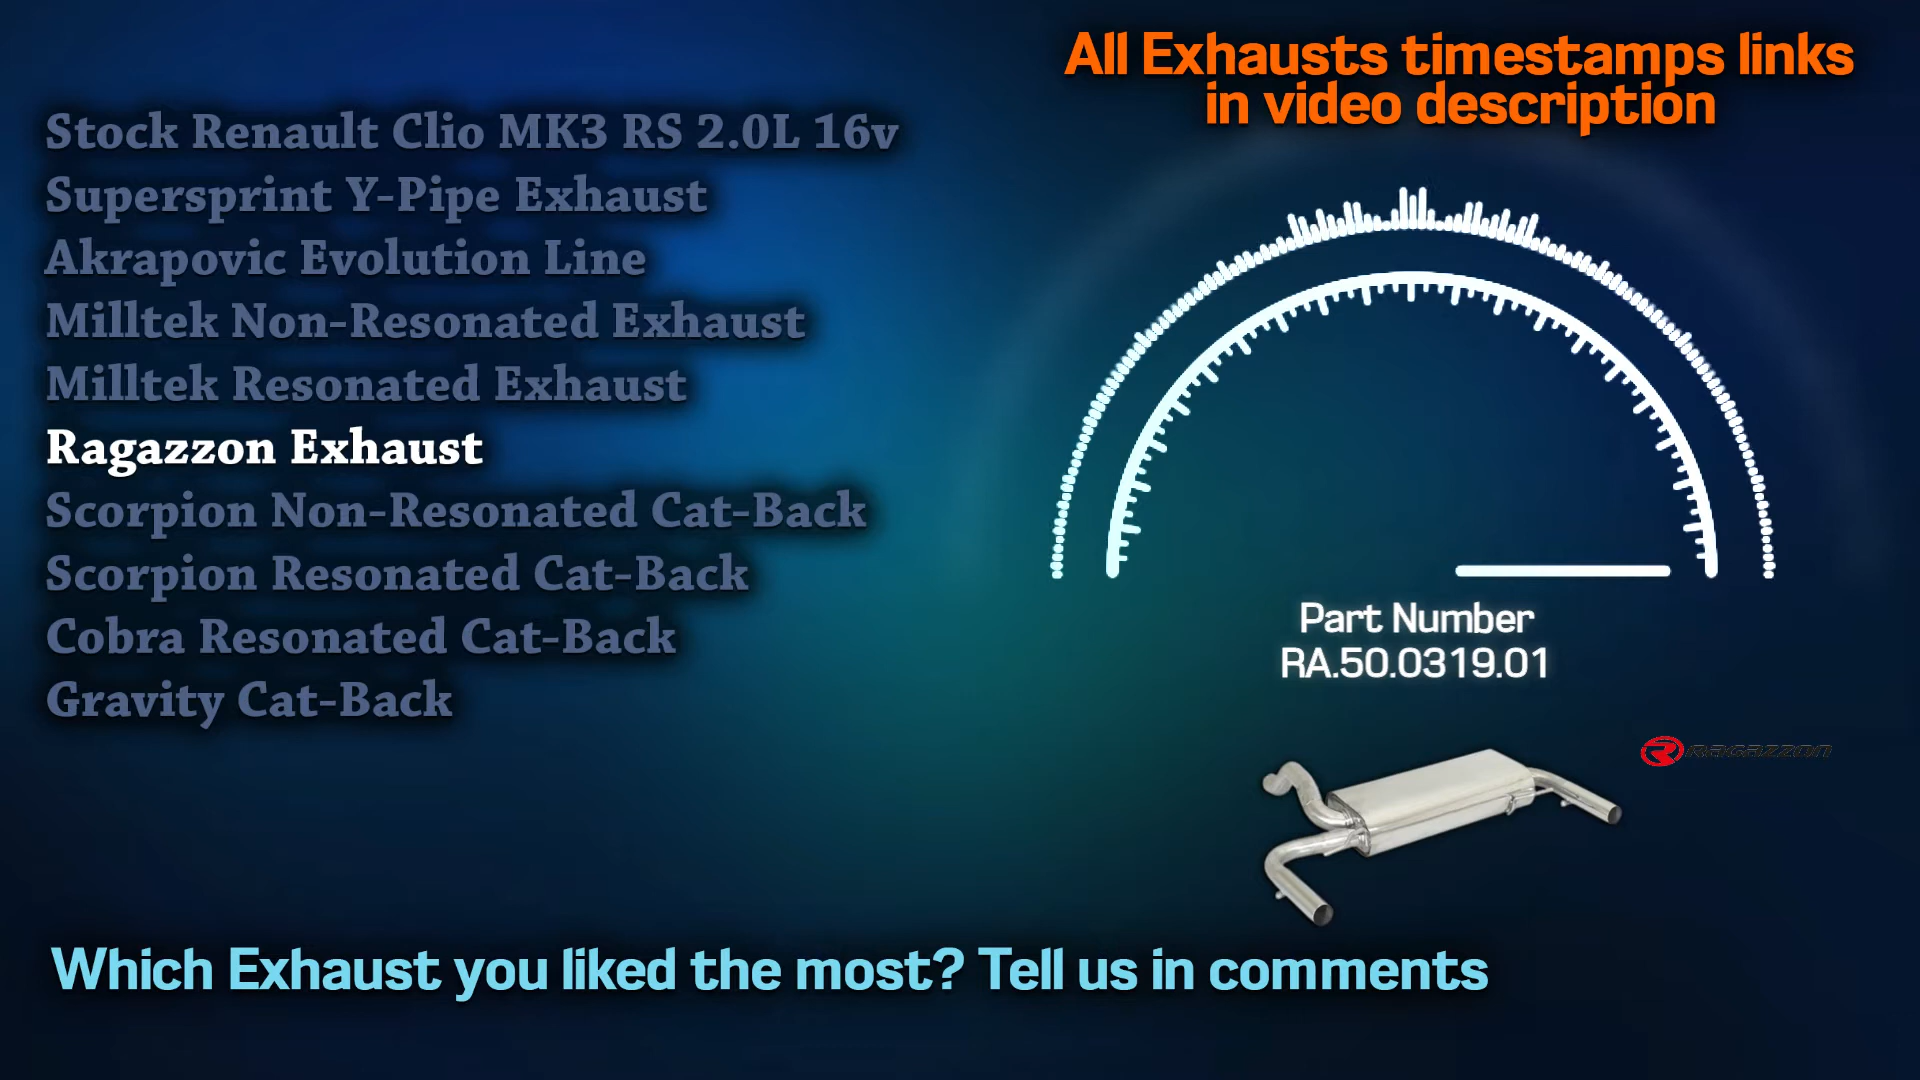 All Exhausts timestamps links
in video description
Stock Renault Clio MK3 RS 2.0L 16v
Supersprint Y-Pipe Exhaust
Akrapovic Evolution Line
Milltek Non-Resonated Exhaust
Milltek Resonated Exhaust
Ragazzon Exhaust
Scorpion Non-Resonated Cat-Back
Scorpion Resonated Cat-Back
Cobra Resonated Cat-Back
Gravity Cat-Back
Part Number
RA.50.0319.01
RAGAZZON
Which Exhaust you liked the most? Tell us in comments